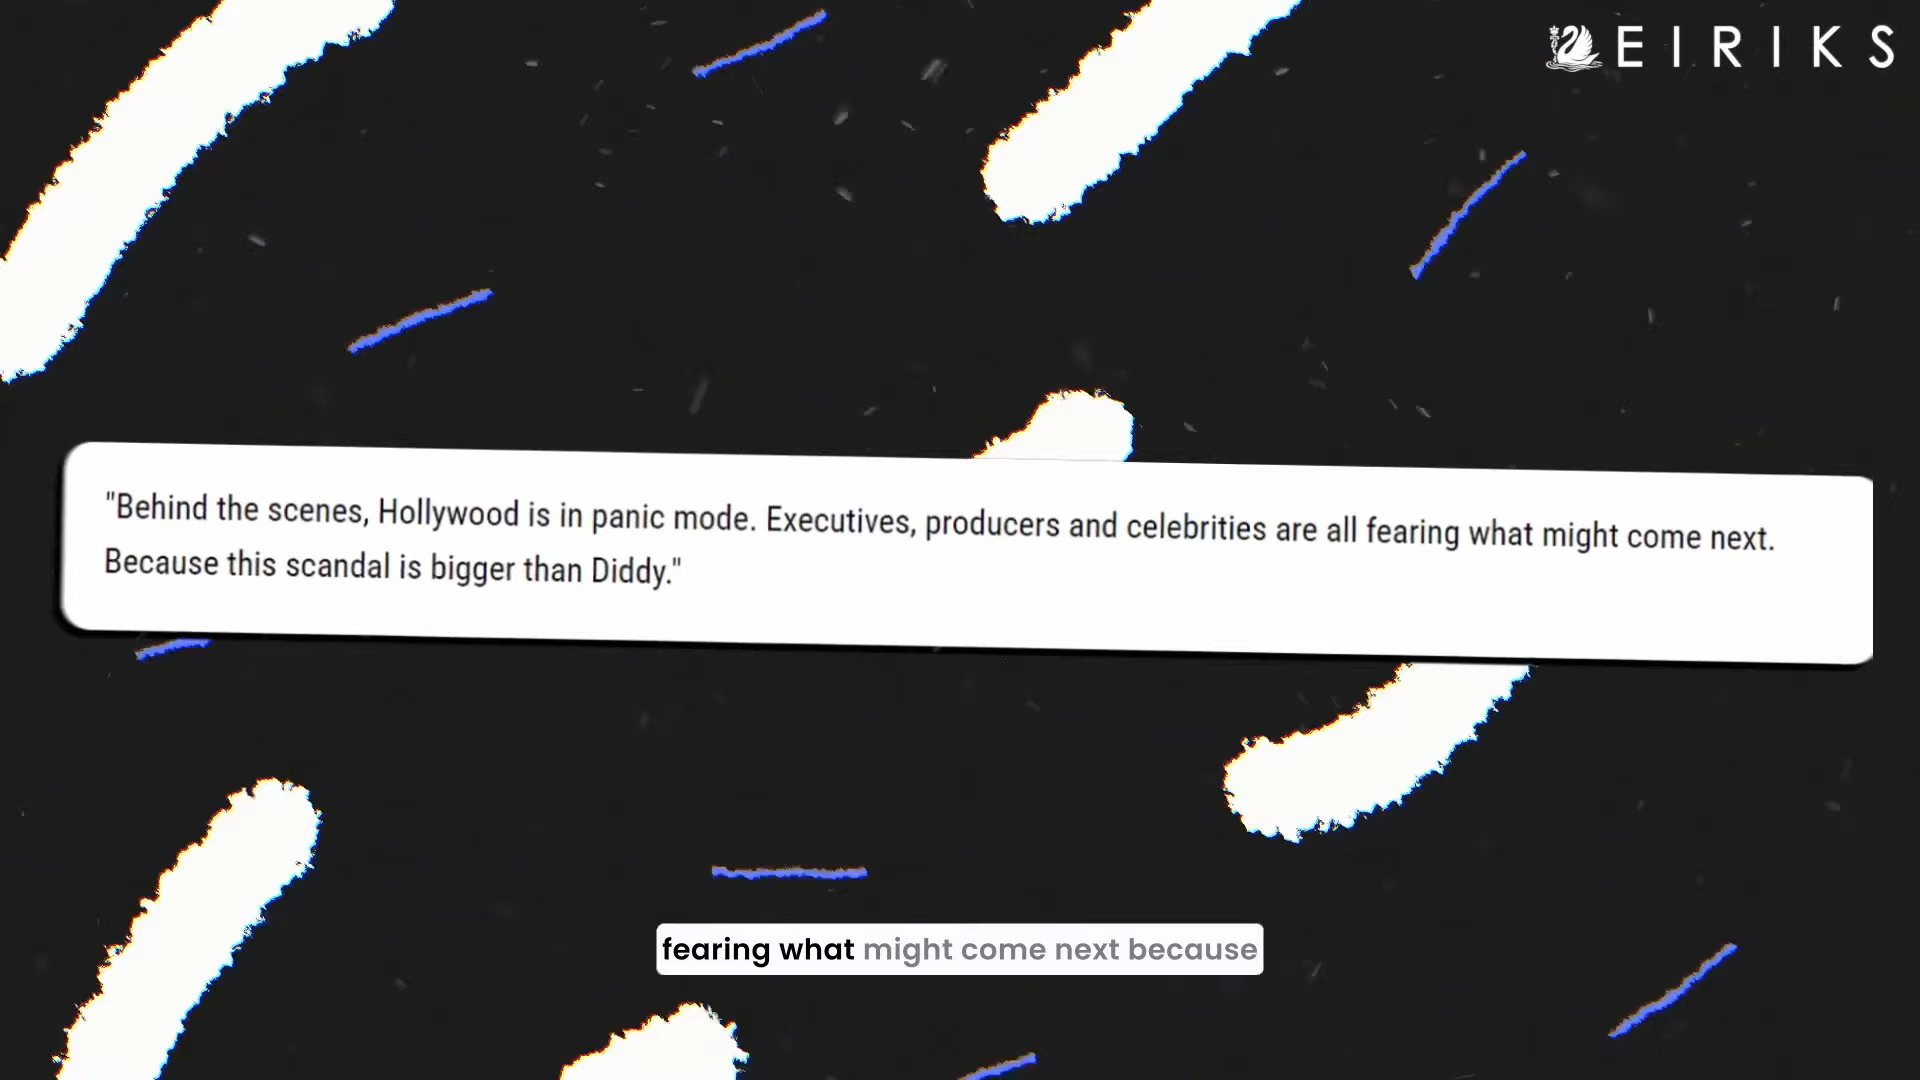 EIRIKS
"Behind the scenes, Hollywood is in panic mode. Executives, producers and celebrities are all fearing what might come next.
Because this scandal is bigger than Diddy."
fearing what might come next because